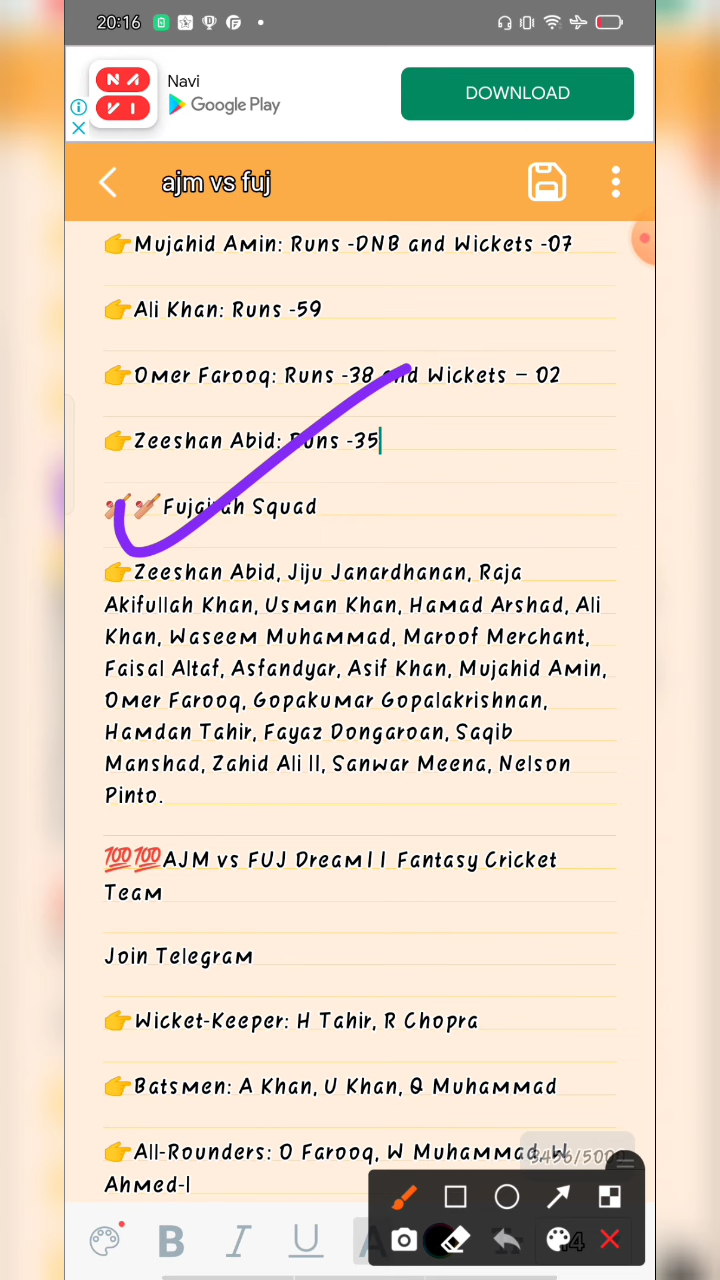 20:16
Navi
Google Play
DOWNLOAD
ajm vs fuj
👉Mujahid Amin: Runs -DNB and Wickets -07
👉Ali Khan: Runs -59
👉Omer Farooq: Runs -38 and Wickets – 02
👉Zeeshan Abid: Runs -35
🏏🏏Fujairah Squad
👉Zeeshan Abid, Jiju Janardhanan, Raja
Akifullah Khan, Usman Khan, Hamad Arshad, Ali
Khan, Waseem Muhammad, Maroof Merchant,
Faisal Altaf, Asfandyar, Asif Khan, Mujahid Amin,
Omer Farooq, Gopakumar Gopalakrishnan,
Hamdan Tahir, Fayaz Dongaroan, Saqib
Manshad, Zahid Ali II, Sanwar Meena, Nelson
Pinto.
💯💯AJM vs FUJ Dream11 Fantasy Cricket
Team
Join Telegram
👉Wicket-Keeper: H Tahir, R Chopra
👉Batsmen: A Khan, U Khan, Q Muhammad
👉All-Rounders: O Farooq, W Muhammad, W
Ahmed-I
B I U A